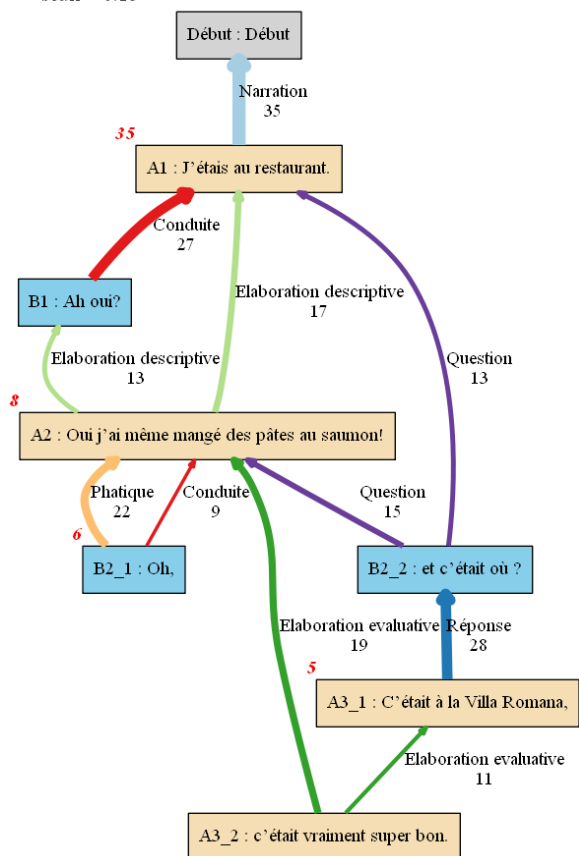 Début : Début
Narration
35
35
A1 : J’étais au restaurant.
Conduite
27
B1 : Ah oui?
Elaboration descriptive
17
Elaboration descriptive
13
Question
13
8
A2 : Oui j’ai même mangé des pâtes au saumon!
Phatique
22
Conduite
9
Question
15
6
B2_1 : Oh,
B2_2 : et c’était où ?
Elaboration evaluative
19
Réponse
28
5
A3_1 : C’était à la Villa Romana,
Elaboration evaluative
11
A3_2 : c’était vraiment super bon.